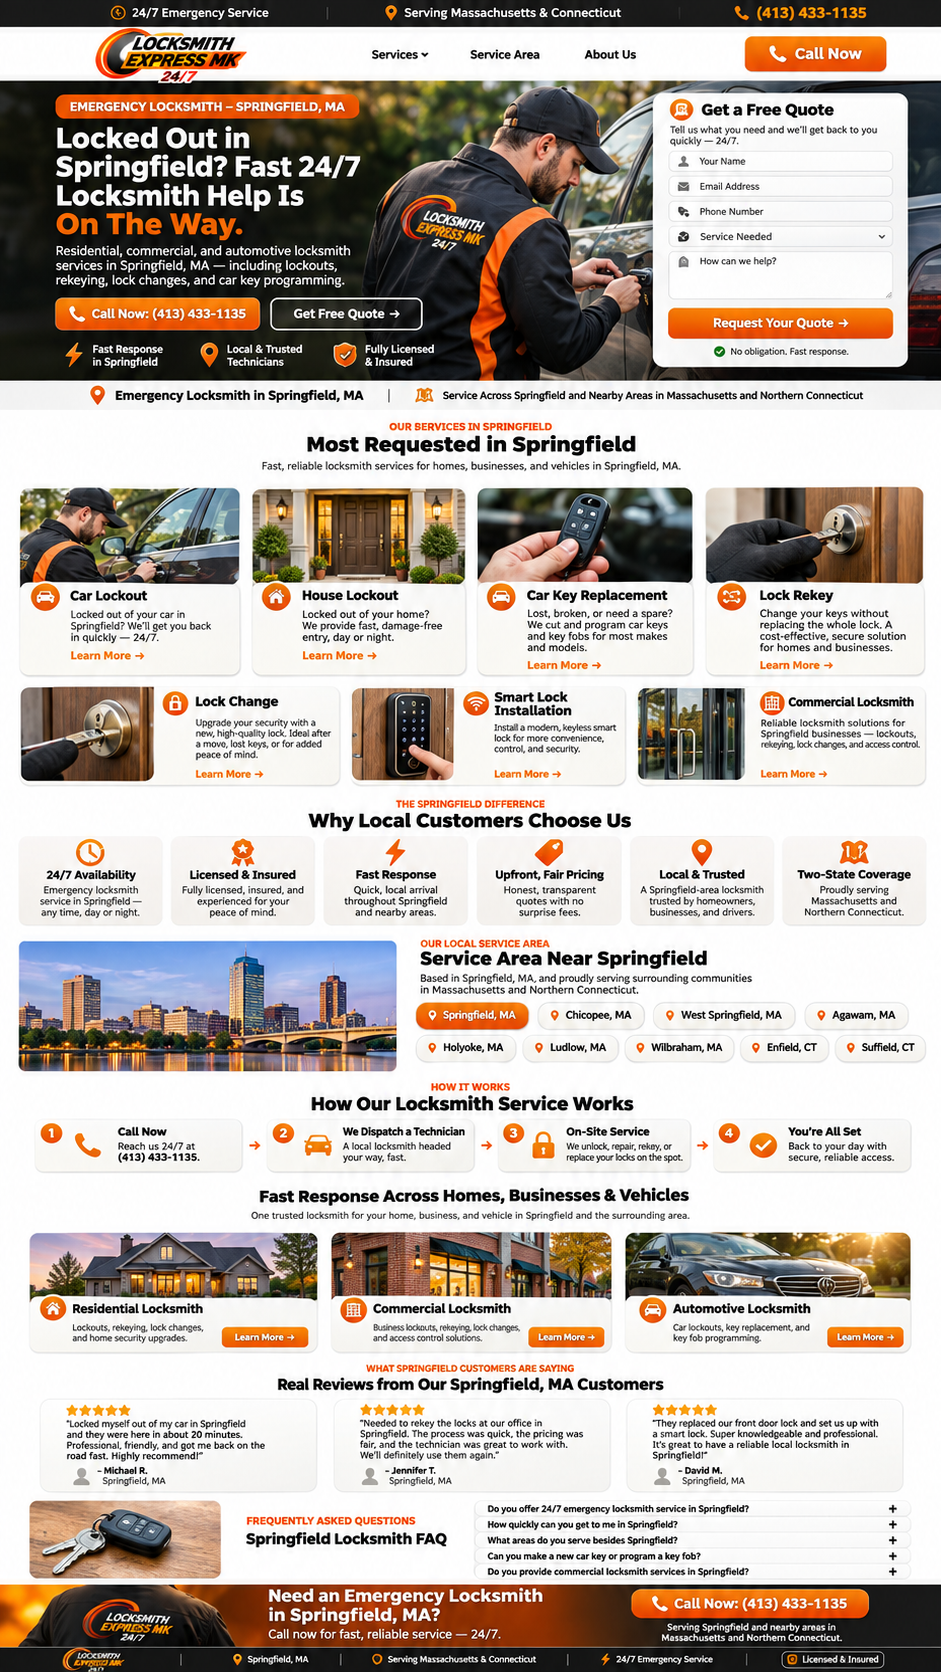 24/7 Emergency Service
Serving Massachusetts & Connecticut
(413) 433-1135
LOCKSMITH
EXPRESS MK
24/7
Services
Service Area
About Us
Call Now
EMERGENCY LOCKSMITH – SPRINGFIELD, MA
Locked Out in
Springfield? Fast 24/7
Locksmith Help Is
On The Way.
Residential, commercial, and automotive locksmith
services in Springfield, MA — including lockouts,
rekeying, lock changes, and car key programming.
Call Now: (413) 433-1135
Get Free Quote →
Fast Response
in Springfield
Local & Trusted
Technicians
Fully Licensed
& Insured
LOCKSMITH
EXPRESS MK
24/7
Get a Free Quote
Tell us what you need and we'll get back to you
quickly — 24/7.
Your Name
Email Address
Phone Number
Service Needed
How can we help?
Request Your Quote →
No obligation. Fast response.
Emergency Locksmith in Springfield, MA
Service Across Springfield and Nearby Areas in Massachusetts and Northern Connecticut
OUR SERVICES IN SPRINGFIELD
Most Requested in Springfield
Fast, reliable locksmith services for homes, businesses, and vehicles in Springfield, MA.
Car Lockout
Locked out of your car in
Springfield? We'll get you back
in quickly — 24/7.
Learn More →
House Lockout
Locked out of your home?
We provide fast, damage-free
entry, day or night.
Learn More →
Car Key Replacement
Lost, broken, or need a spare?
We cut and program car keys
and key fobs for most makes
and models.
Learn More →
Lock Rekey
Change your keys without
replacing the whole lock. A
cost-effective, secure solution
for homes and businesses.
Learn More →
Lock Change
Upgrade your security with a
new, high-quality lock. Ideal after
a move, lost keys, or for added
peace of mind.
Learn More →
Smart Lock
Installation
Install a modern, keyless smart
lock for more convenience,
control, and security.
Learn More →
Commercial Locksmith
Reliable locksmith solutions for
Springfield businesses — lockouts,
rekeying, lock changes, and access control.
Learn More →
THE SPRINGFIELD DIFFERENCE
Why Local Customers Choose Us
24/7 Availability
Emergency locksmith
service in Springfield —
any time, day or night.
Licensed & Insured
Fully licensed, insured, and
experienced for your
peace of mind.
Fast Response
Quick, local arrival
throughout Springfield
and nearby areas.
Upfront, Fair Pricing
Honest, transparent
quotes with no
surprise fees.
Local & Trusted
A Springfield-area locksmith
trusted by homeowners,
businesses, and drivers.
Two-State Coverage
Proudly serving
Massachusetts and
Northern Connecticut.
OUR LOCAL SERVICE AREA
Service Area Near Springfield
Based in Springfield, MA, and proudly serving surrounding communities
in Massachusetts and Northern Connecticut.
Springfield, MA
Chicopee, MA
West Springfield, MA
Agawam, MA
Holyoke, MA
Ludlow, MA
Wilbraham, MA
Enfield, CT
Suffield, CT
HOW IT WORKS
How Our Locksmith Service Works
1
Call Now
Reach us 24/7 at
(413) 433-1135.
→
2
We Dispatch a Technician
A local locksmith headed
your way, fast.
→
3
On-Site Service
We unlock, repair, rekey, or
replace your locks on the spot.
→
4
You're All Set
Back to your day with
secure, reliable access.
Fast Response Across Homes, Businesses & Vehicles
One trusted locksmith for your home, business, and vehicle in Springfield and the surrounding area.
Residential Locksmith
Lockouts, rekeying, lock changes,
and home security upgrades.
Learn More →
Commercial Locksmith
Business lockouts, rekeying, lock changes,
and access control solutions.
Learn More →
Automotive Locksmith
Car lockouts, key replacement, and
key fob programming.
Learn More →
WHAT SPRINGFIELD CUSTOMERS ARE SAYING
Real Reviews from Our Springfield, MA Customers
"Locked myself out of my car in Springfield
and they were here in about 20 minutes.
Professional, friendly, and got me back on the
road fast. Highly recommend!"
– Michael R.
Springfield, MA
"Needed to rekey the locks at our office in
Springfield. The process was quick, the pricing was
fair, and the technician was great to work with.
We'll definitely use them again."
– Jennifer T.
Springfield, MA
"They replaced our front door lock and set us up with
a smart lock. Super knowledgeable and professional.
It's great to have a reliable local locksmith in
Springfield!"
– David M.
Springfield, MA
FREQUENTLY ASKED QUESTIONS
Springfield Locksmith FAQ
Do you offer 24/7 emergency locksmith service in Springfield? +
How quickly can you get to me in Springfield? +
What areas do you serve besides Springfield? +
Can you make a new car key or program a key fob? +
Do you provide commercial locksmith services in Springfield? +
LOCKSMITH
EXPRESS MK
24/7
Need an Emergency Locksmith
in Springfield, MA?
Call now for fast, reliable service — 24/7.
Call Now: (413) 433-1135
Serving Springfield and nearby areas in
Massachusetts and Northern Connecticut.
LOCKSMITH
EXPRESS MK
24/7
Springfield, MA
Serving Massachusetts & Connecticut
24/7 Emergency Service
Licensed & Insured